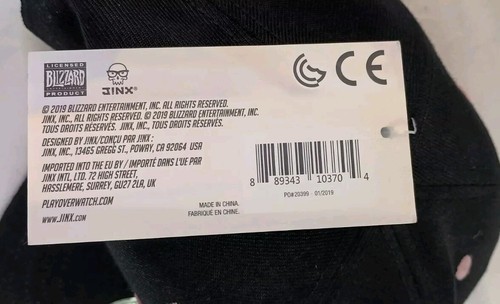 LICENSED
BLIZZARD
PRODUCT
JINX®
CE
© 2019 BLIZZARD ENTERTAINMENT, INC. ALL RIGHTS RESERVED.
JINX, INC., ALL RIGHTS RESERVED. © 2019 BLIZZARD ENTERTAINMENT, INC.
TOUS DROITS RESERVES. JINX, INC., TOUS DROITS RESERVES.
DESIGNED BY JINX/CONÇU PAR JINX :
JINX, INC., 13465 GREGG ST., POWAY, CA 92064 USA
IMPORTED INTO THE EU BY / IMPORTÉ DANS L'UE PAR
JINX INTL, LTD. 72 HIGH STREET,
HASSLEMERE, SURREY, GU27 2LA, UK
PLAYOVERWATCH.COM
WWW.JINX.COM
8 89343 10370 4
PO#20399 - 01/2019
MADE IN CHINA.
FABRIQUE EN CHINE.